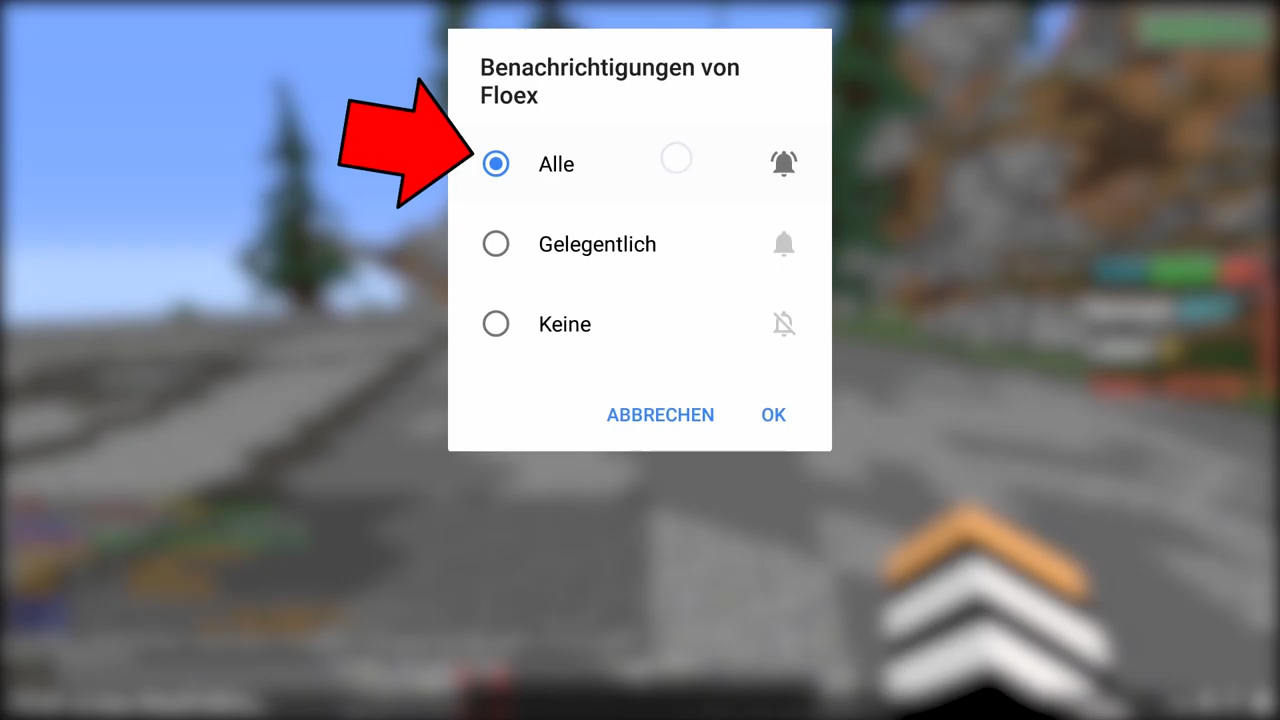 Benachrichtigungen von
Floex
Alle
Gelegentlich
Keine
ABBRECHEN OK